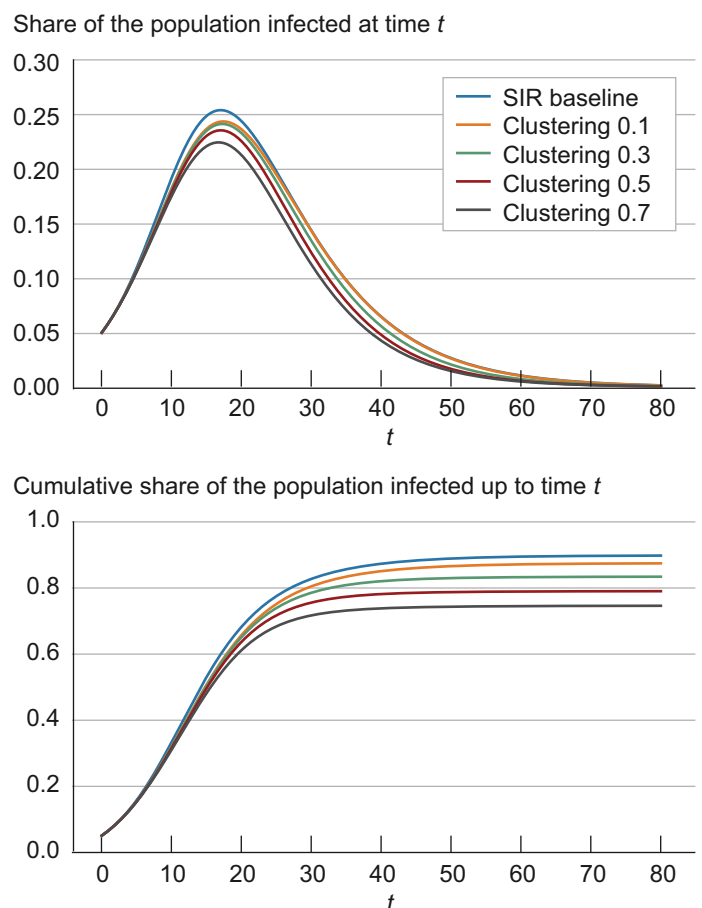 Share of the population infected at time t
0.30
0.25
0.20
0.15
0.10
0.05
0.00
SIR baseline
Clustering 0.1
Clustering 0.3
Clustering 0.5
Clustering 0.7
0 10 20 30 40 50 60 70 80
t
Cumulative share of the population infected up to time t
1.0
0.8
0.6
0.4
0.2
0.0
0 10 20 30 40 50 60 70 80
t